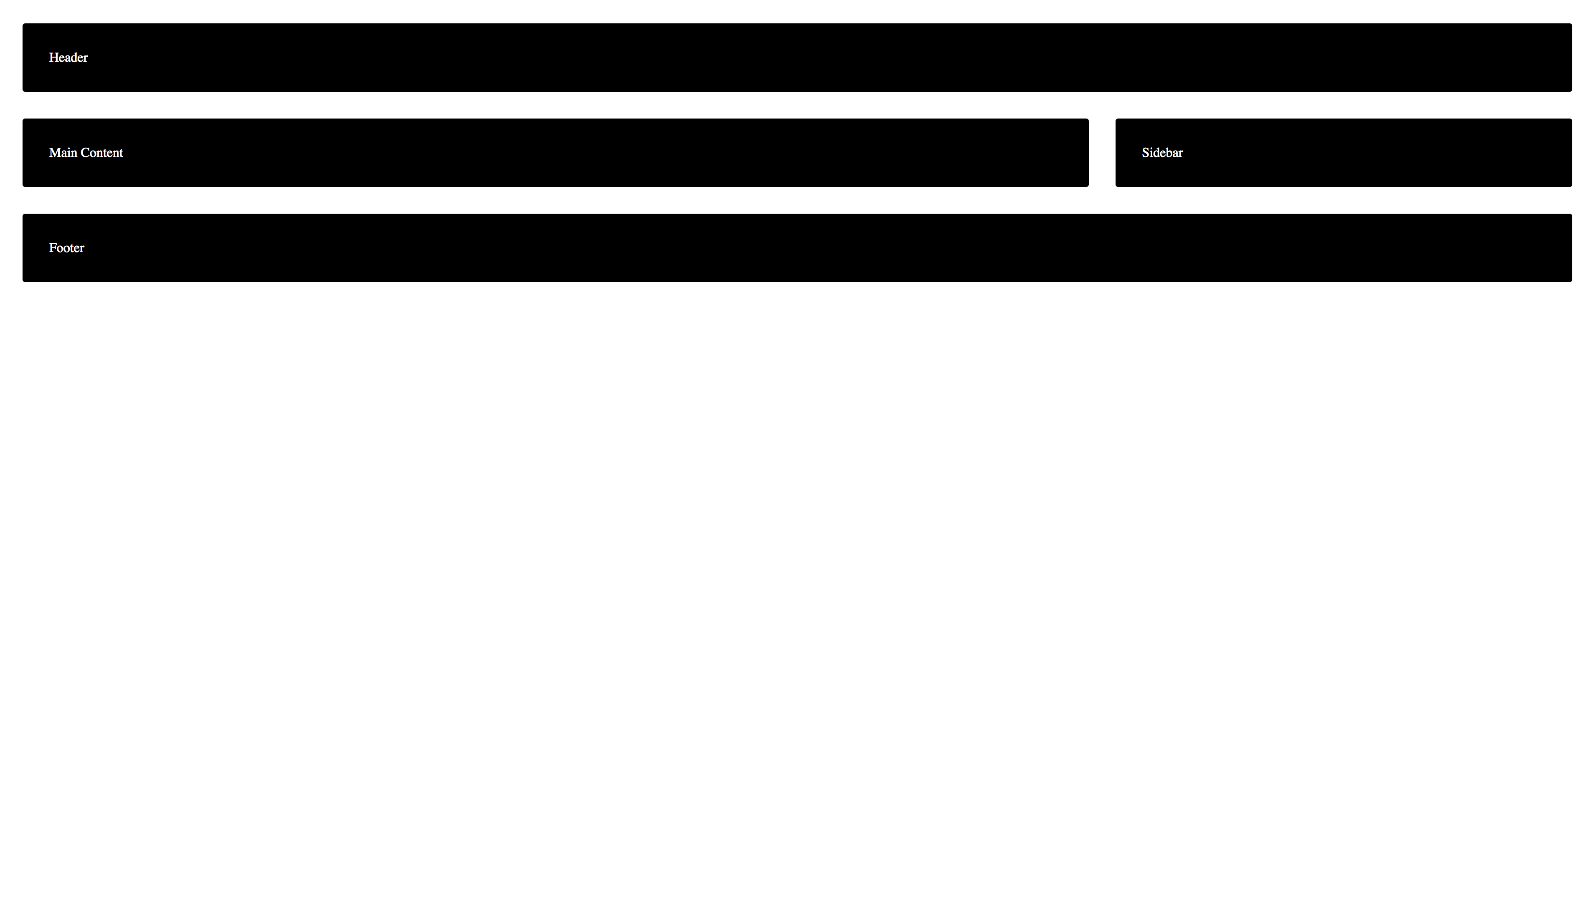 Header
Main Content
Sidebar
Footer